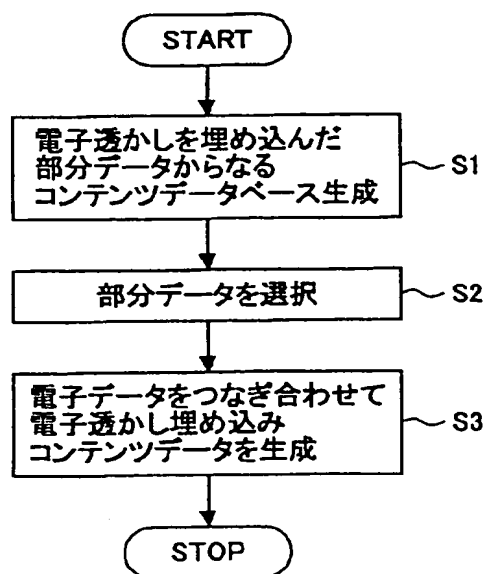 START
電子透かしを埋め込んだ
部分データからなる
コンテンツデータベース生成
S1
部分データを選択
S2
電子データをつなぎ合わせて
電子透かし埋め込み
コンテンツデータを生成
S3
STOP